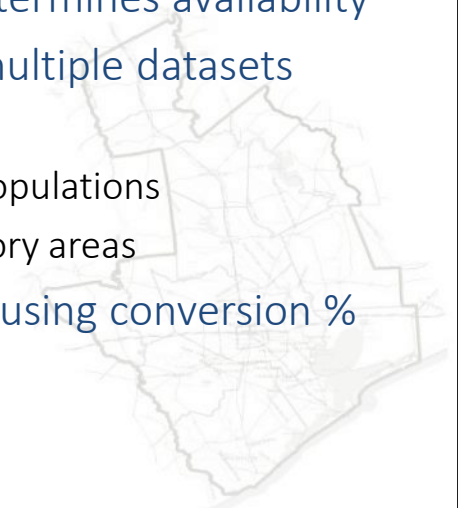 termines availability
multiple datasets
opulations
ory areas
using conversion %